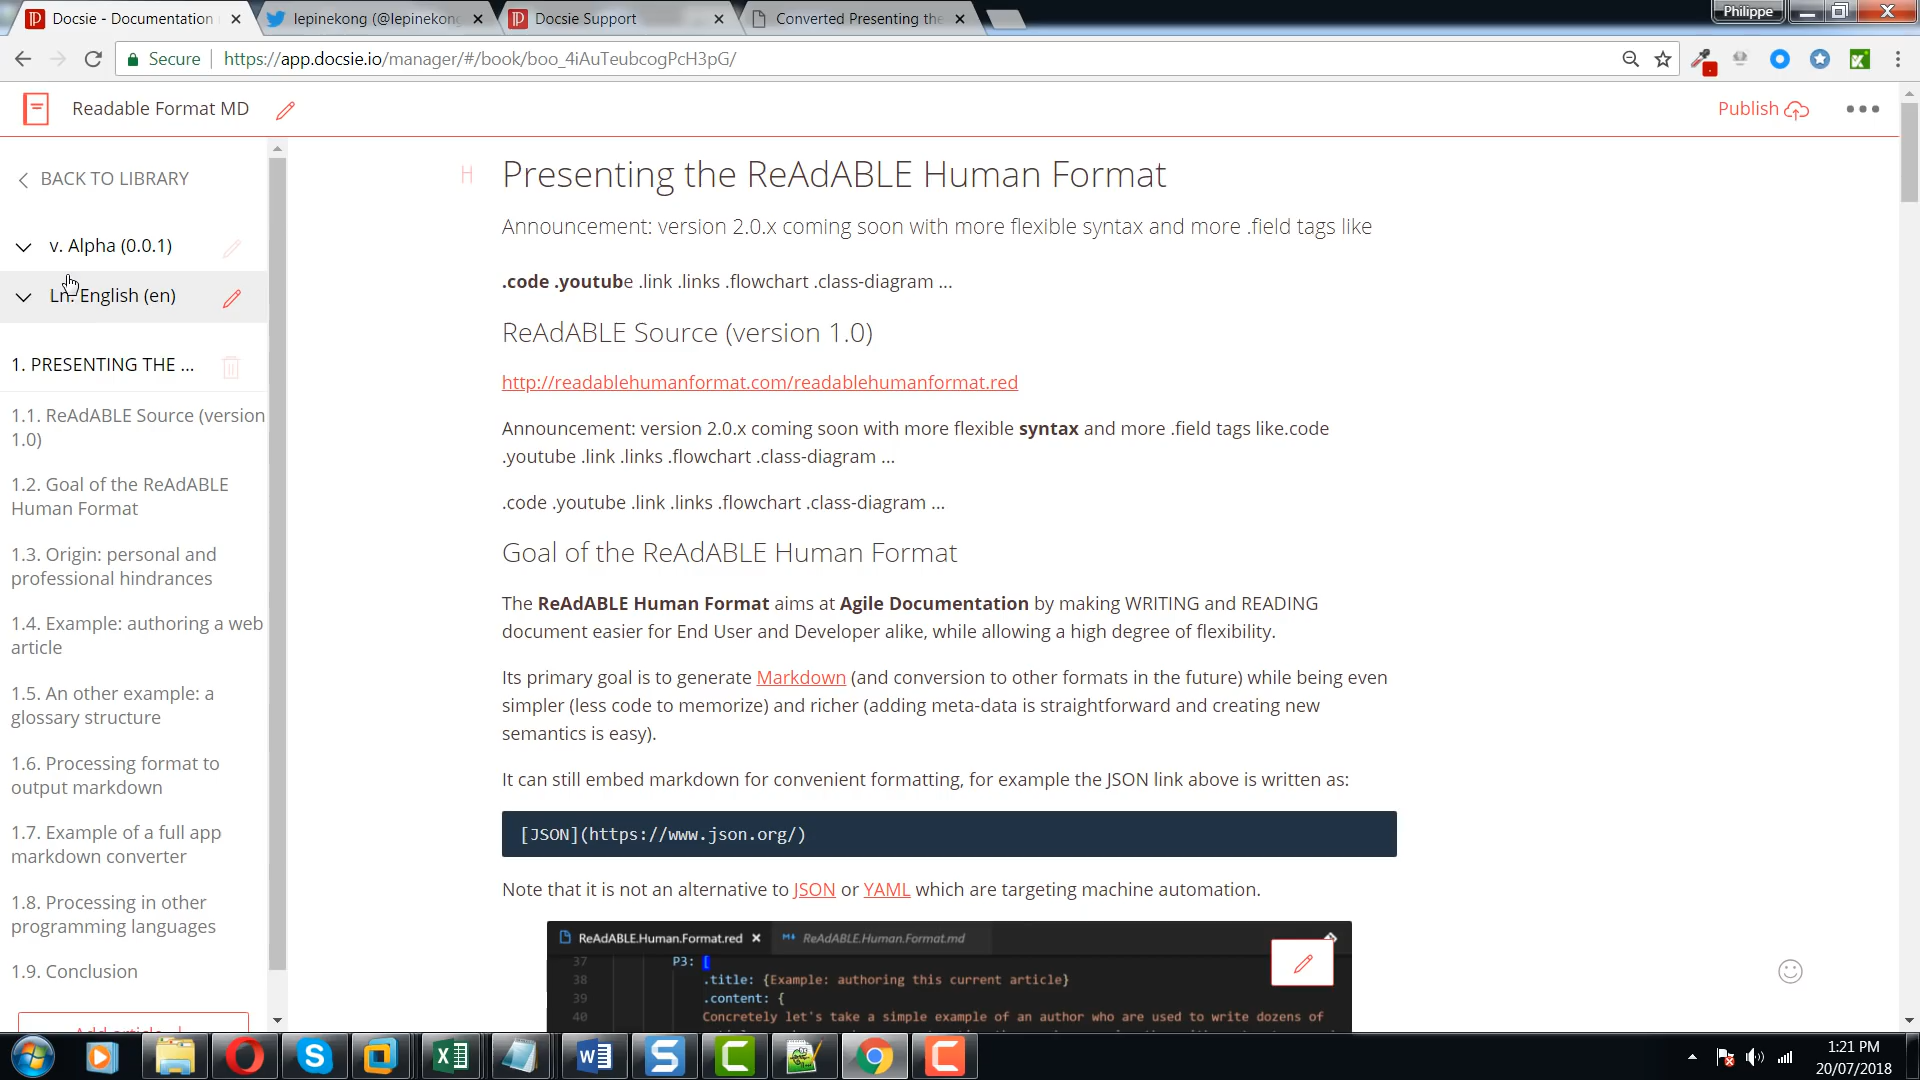 Docsie - Documentation
lepinekong (@lepinekong
Docsie Support
Converted Presenting the
Philippe
Secure
https://app.docsie.io/manager/#/book/boo_4iAuTeubcogPcH3pG/
Readable Format MD
Publish
BACK TO LIBRARY
v. Alpha (0.0.1)
Ln. English (en)
1. PRESENTING THE ...
1.1. ReAdABLE Source (version
1.0)
1.2. Goal of the ReAdABLE
Human Format
1.3. Origin: personal and
professional hindrances
1.4. Example: authoring a web
article
1.5. An other example: a
glossary structure
1.6. Processing format to
output markdown
1.7. Example of a full app
markdown converter
1.8. Processing in other
programming languages
1.9. Conclusion
Add article
H
Presenting the ReAdABLE Human Format
Announcement: version 2.0.x coming soon with more flexible syntax and more .field tags like
.code .youtube .link .links .flowchart .class-diagram ...
ReAdABLE Source (version 1.0)
http://readablehumanformat.com/readablehumanformat.red
Announcement: version 2.0.x coming soon with more flexible syntax and more .field tags like.code
.youtube .link .links .flowchart .class-diagram ...
.code .youtube .link .links .flowchart .class-diagram ...
Goal of the ReAdABLE Human Format
The ReAdABLE Human Format aims at Agile Documentation by making WRITING and READING
document easier for End User and Developer alike, while allowing a high degree of flexibility.
Its primary goal is to generate Markdown (and conversion to other formats in the future) while being even
simpler (less code to memorize) and richer (adding meta-data is straightforward and creating new
semantics is easy).
It can still embed markdown for convenient formatting, for example the JSON link above is written as:
[JSON](https://www.json.org/)
Note that it is not an alternative to JSON or YAML which are targeting machine automation.
ReAdABLE.Human.Format.red
ReAdABLE.Human.Format.md
37 P3: [
38 .title: {Example: authoring this current article}
39 .content: {
40 Concretely let's take a simple example of an author who are used to write dozens of
1:21 PM
20/07/2018